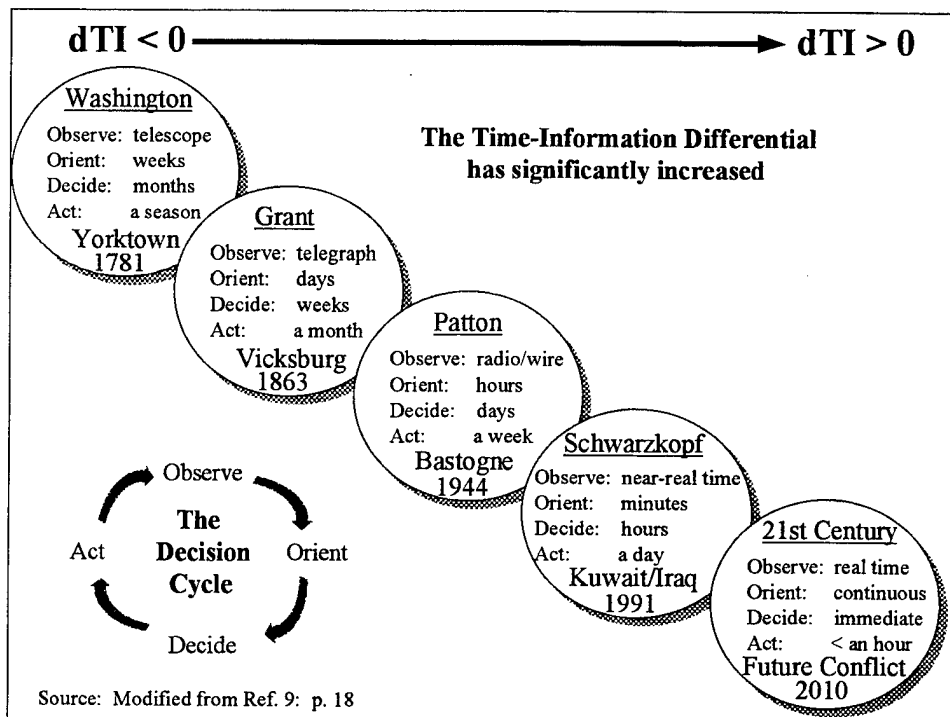 dTI < 0 dTI > 0
The Time-Information Differential
has significantly increased
Washington
Observe: telescope
Orient: weeks
Decide: months
Act: a season
Yorktown
1781
Grant
Observe: telegraph
Orient: days
Decide: weeks
Act: a month
Vicksburg
1863
Patton
Observe: radio/wire
Orient: hours
Decide: days
Act: a week
Bastogne
1944
Schwarzkopf
Observe: near-real time
Orient: minutes
Decide: hours
Act: a day
Kuwait/Iraq
1991
21st Century
Observe: real time
Orient: continuous
Decide: immediate
Act: < an hour
Future Conflict
2010
Observe
Orient
Decide
Act
The
Decision
Cycle
Source: Modified from Ref. 9: p. 18